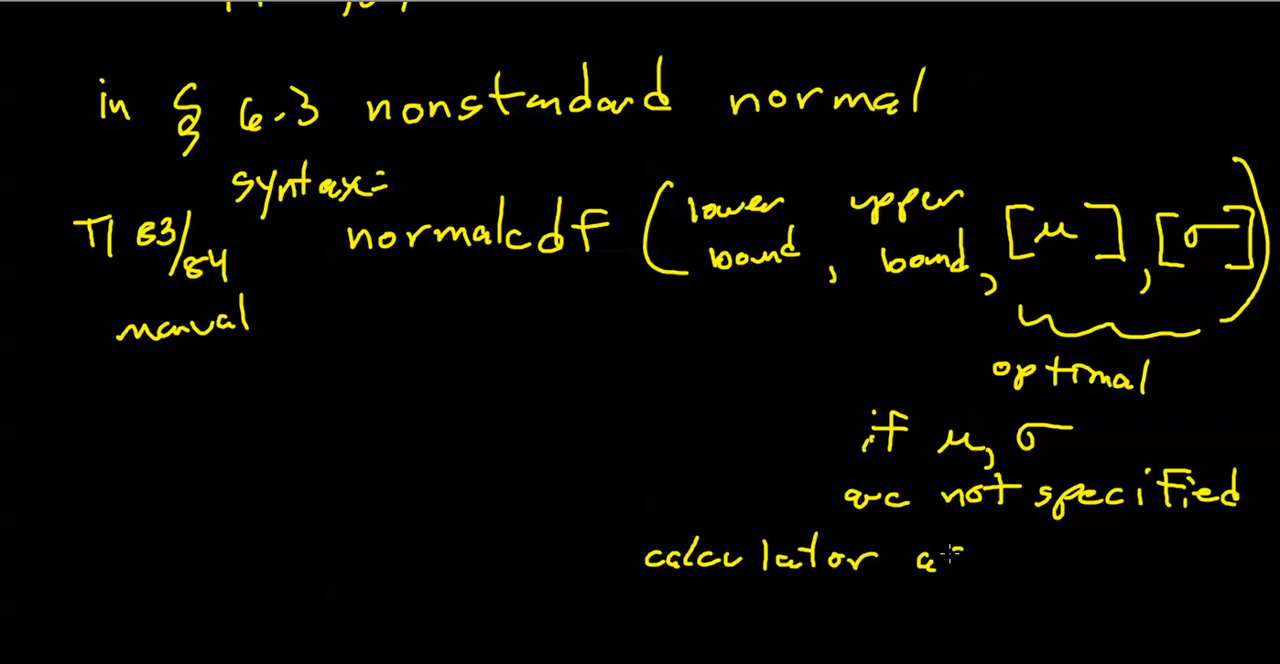 in § 6.3 nonstandard normal
syntax:
TI 83/84 normalcdf (lower bound, upper bound, [μ], [σ])
manual
optional
if μ, σ
are not specified
calculator a